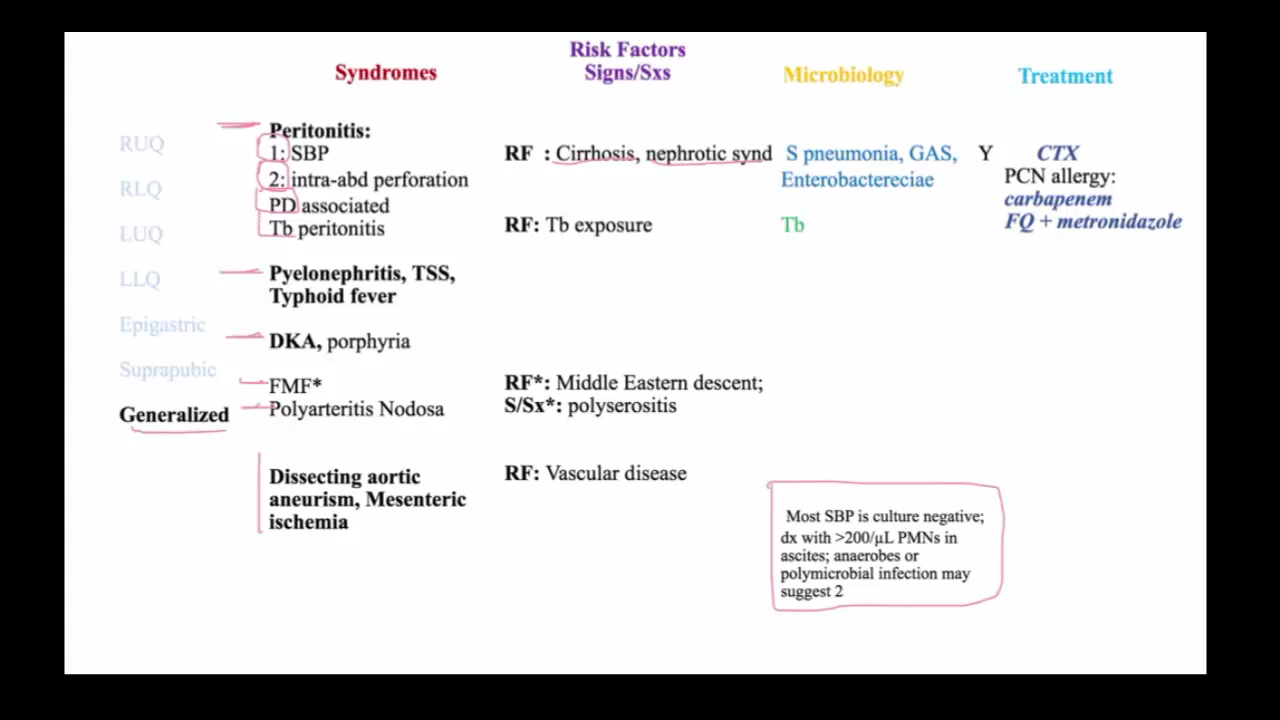 Risk Factors
Syndromes Signs/Sxs Microbiology Treatment
Peritonitis:
RUQ
1: SBP RF : Cirrhosis, nephrotic synd S pneumonia, GAS, Y CTX
2: intra-abd perforation Enterobactereciae PCN allergy:
RLQ
PD associated carbapenem
Tb peritonitis RF: Tb exposure Tb FQ + metronidazole
LUQ
Pyelonephritis, TSS,
LLQ
Typhoid fever
Epigastric
DKA, porphyria
Suprapubic
FMF* RF*: Middle Eastern descent;
Generalized Polyarteritis Nodosa S/Sx*: polyserositis
Dissecting aortic RF: Vascular disease
aneurism, Mesenteric
ischemia
Most SBP is culture negative;
dx with >200/µL PMNs in
ascites; anaerobes or
polymicrobial infection may
suggest 2